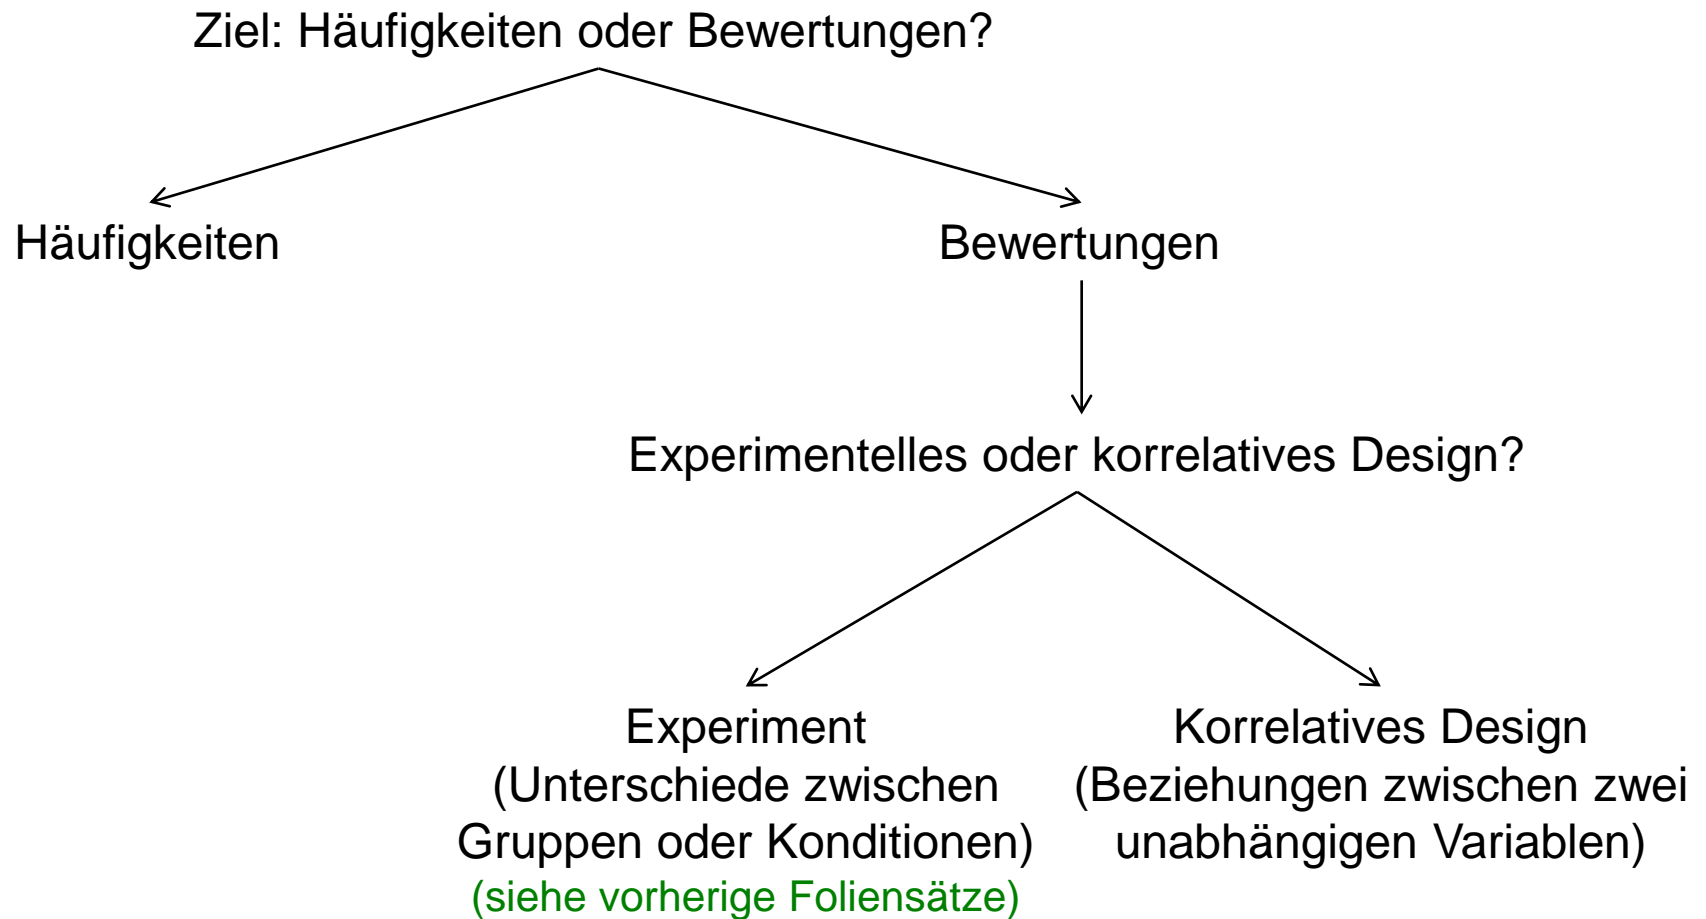 Ziel: Häufigkeiten oder Bewertungen?
Häufigkeiten
Bewertungen
Experimentelles oder korrelatives Design?
Experiment
(Unterschiede zwischen
Gruppen oder Konditionen)
(siehe vorherige Foliensätze)
Korrelatives Design
(Beziehungen zwischen zwei
unabhängigen Variablen)